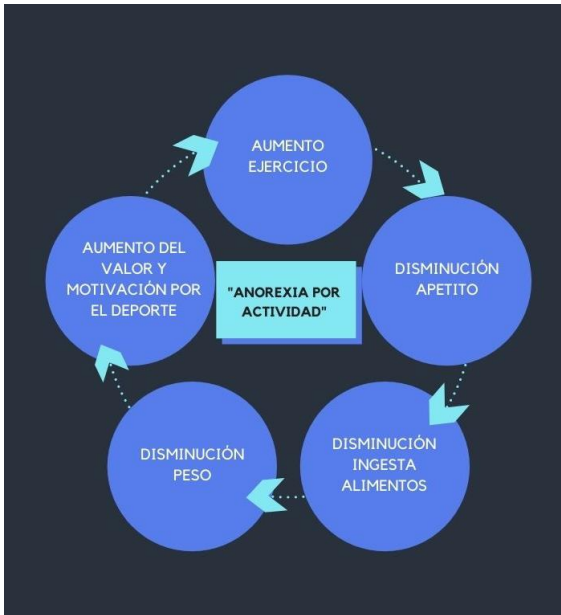 AUMENTO
EJERCICIO
DISMINUCIÓN
APETITO
DISMINUCIÓN
INGESTA
ALIMENTOS
DISMINUCIÓN
PESO
AUMENTO DEL
VALOR Y
MOTIVACIÓN POR
EL DEPORTE
"ANOREXIA POR
ACTIVIDAD"